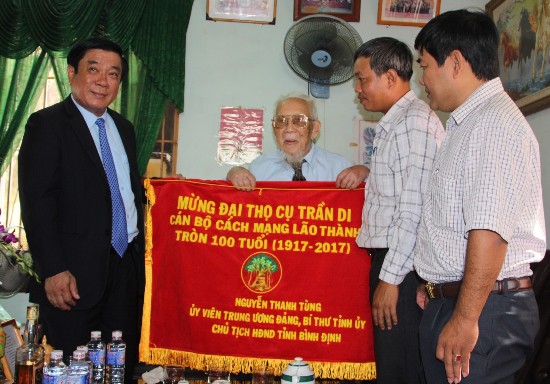 MỪNG ĐẠI THỌ CỤ TRẦN DI
CÁN BỘ CÁCH MẠNG LÃO THÀNH
TRÒN 100 TUỔI (1917-2017)
NGUYỄN THANH TÙNG
ỦY VIÊN TRUNG ƯƠNG ĐẢNG, BÍ THƯ TỈNH ỦY
CHỦ TỊCH HĐND TỈNH BÌNH ĐỊNH